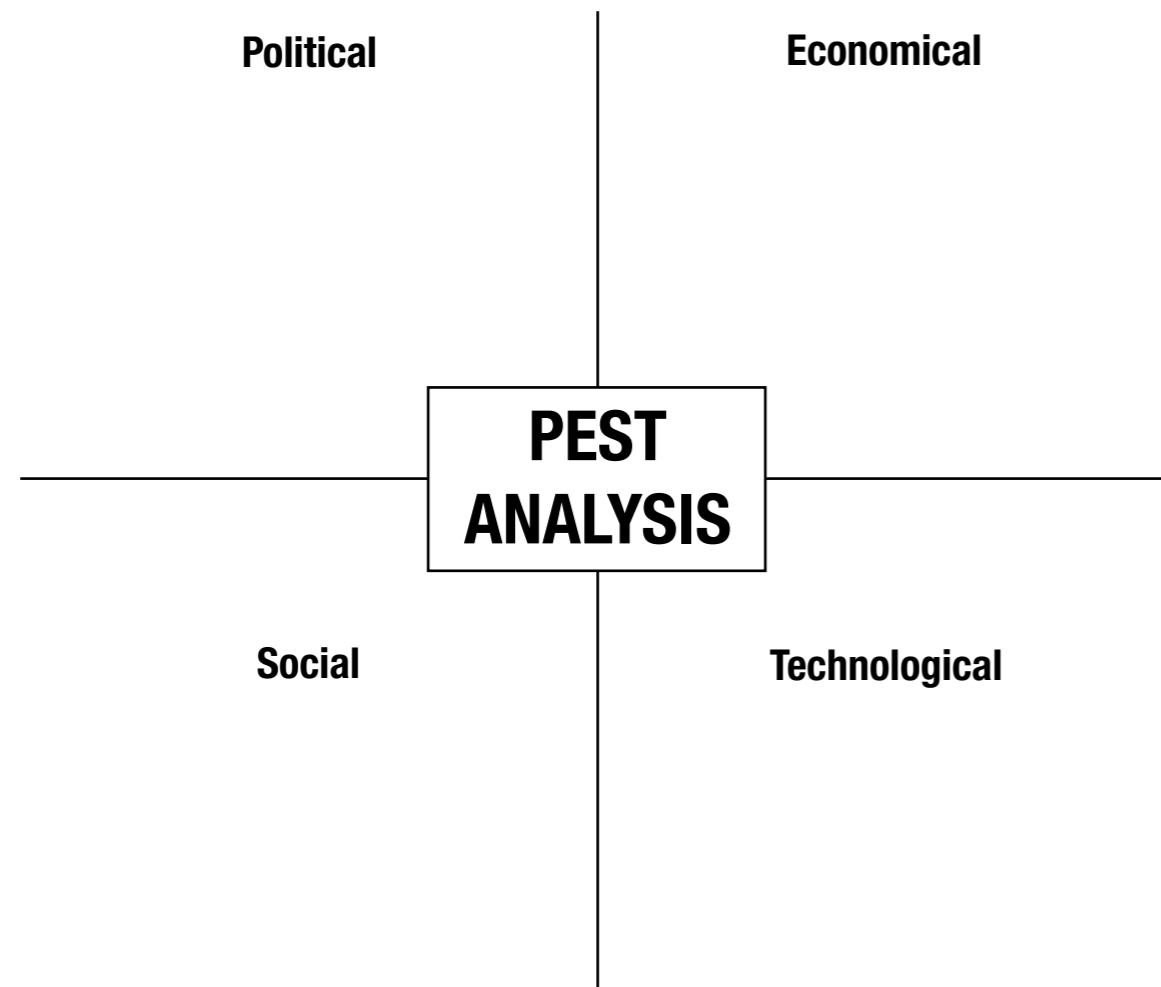 Political
Economical
PEST
ANALYSIS
Social
Technological